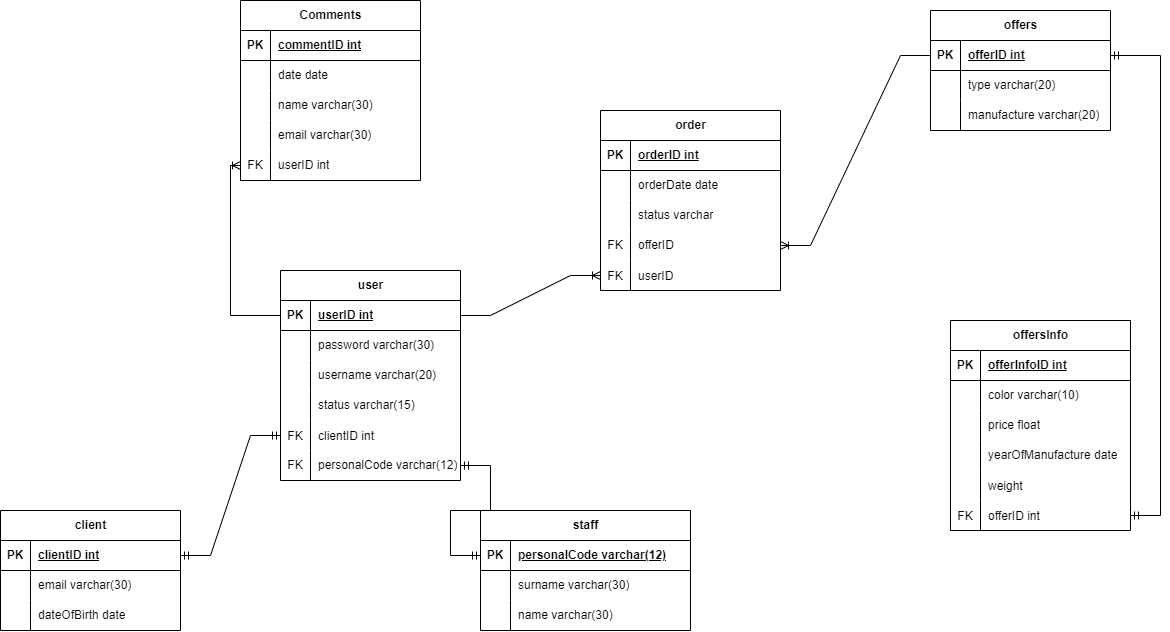 Comments
PK commentID int
date date
name varchar(30)
email varchar(30)
FK userID int
offers
PK offerID int
type varchar(20)
manufacture varchar(20)
order
PK orderID int
orderDate date
status varchar
FK offerID
FK userID
user
PK userID int
password varchar(30)
username varchar(20)
status varchar(15)
FK clientID int
FK personalCode varchar(12)
offersInfo
PK offerInfoID int
color varchar(10)
price float
yearOfManufacture date
weight
FK offerID int
client
PK clientID int
email varchar(30)
dateOfBirth date
staff
PK personalCode varchar(12)
surname varchar(30)
name varchar(30)